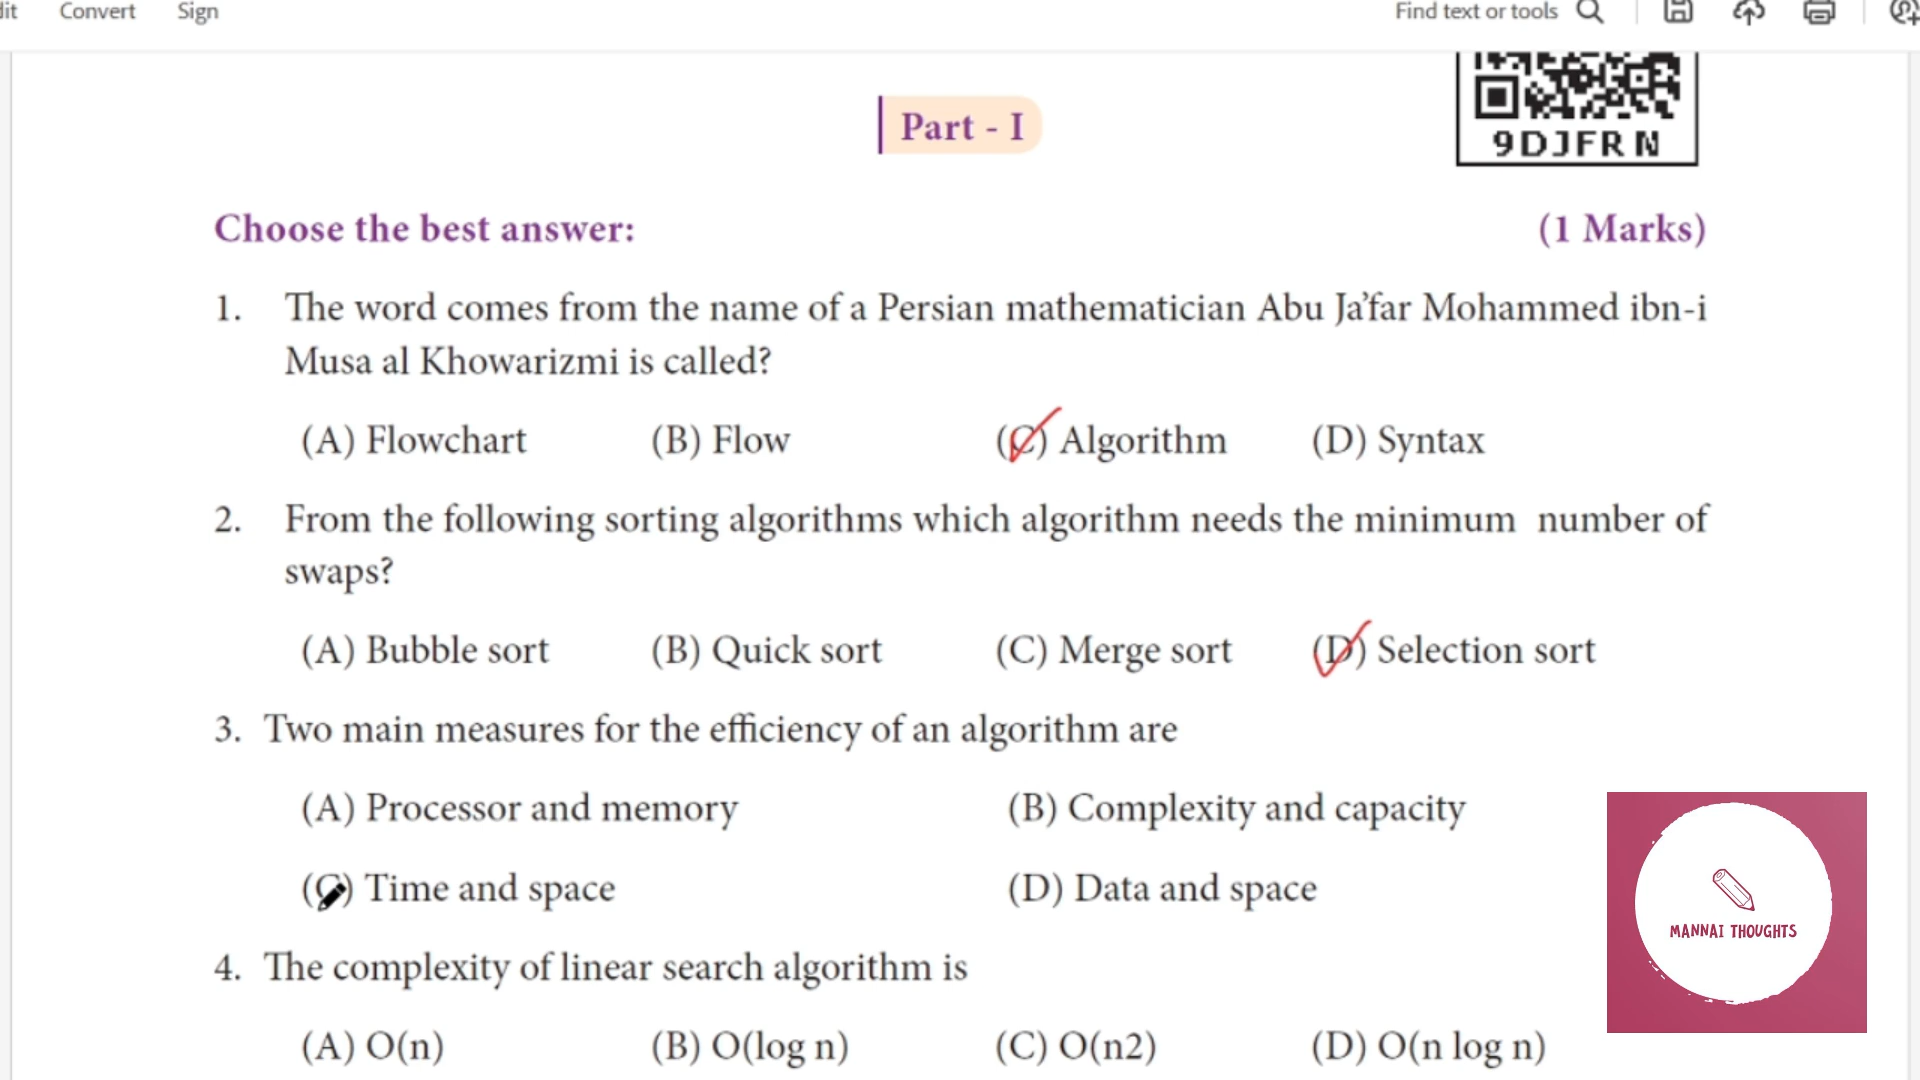 dit Convert Sign Find text or tools
Part - I
9DJFRN
Choose the best answer: (1 Marks)
1. The word comes from the name of a Persian mathematician Abu Ja’far Mohammed ibn-i
Musa al Khowarizmi is called?
(A) Flowchart (B) Flow (C) Algorithm (D) Syntax
2. From the following sorting algorithms which algorithm needs the minimum number of
swaps?
(A) Bubble sort (B) Quick sort (C) Merge sort (D) Selection sort
3. Two main measures for the efficiency of an algorithm are
(A) Processor and memory (B) Complexity and capacity
(C) Time and space (D) Data and space
MANNAI THOUGHTS
4. The complexity of linear search algorithm is
(A) O(n) (B) O(log n) (C) O(n2) (D) O(n log n)